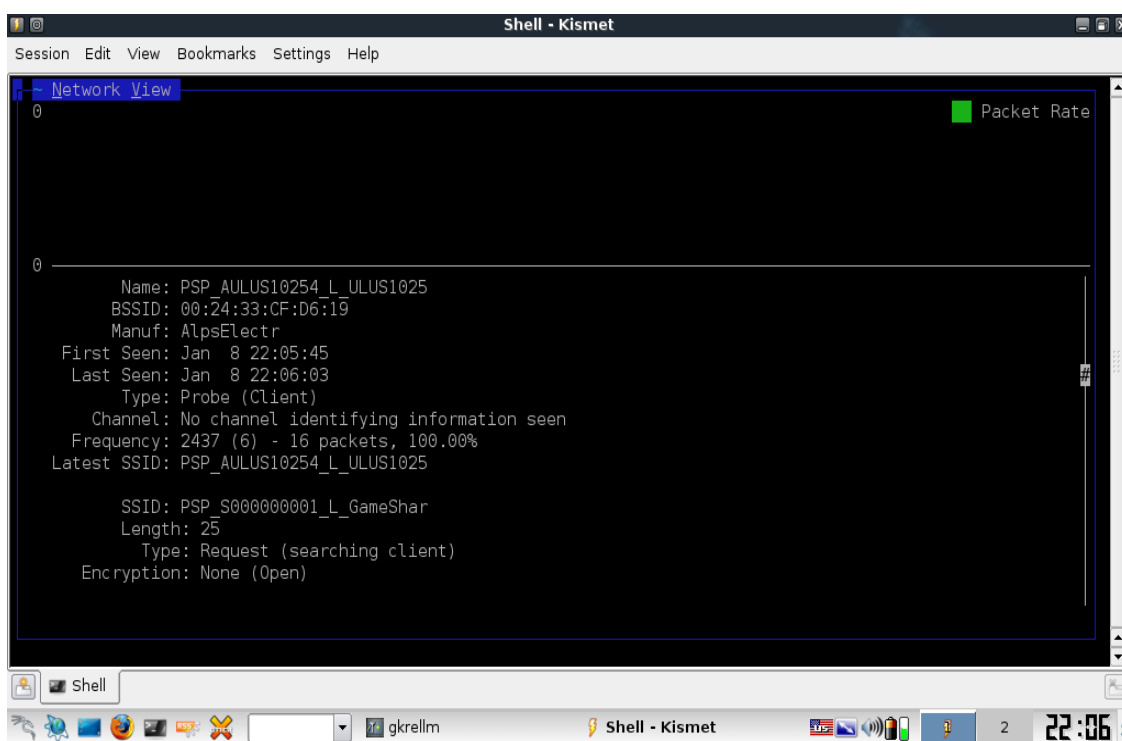 Shell - Kismet
Session Edit View Bookmarks Settings Help
~ Network View
0
Packet Rate
0
Name: PSP_AULUS10254_L_ULUS1025
BSSID: 00:24:33:CF:D6:19
Manuf: AlpsElectr
First Seen: Jan 8 22:05:45
Last Seen: Jan 8 22:06:03
Type: Probe (Client)
Channel: No channel identifying information seen
Frequency: 2437 (6) - 16 packets, 100.00%
Latest SSID: PSP_AULUS10254_L_ULUS1025
SSID: PSP_S000000001_L_GameShar
Length: 25
Type: Request (searching client)
Encryption: None (Open)
#
Shell
gkrellm
Shell - Kismet
US
2
22:06